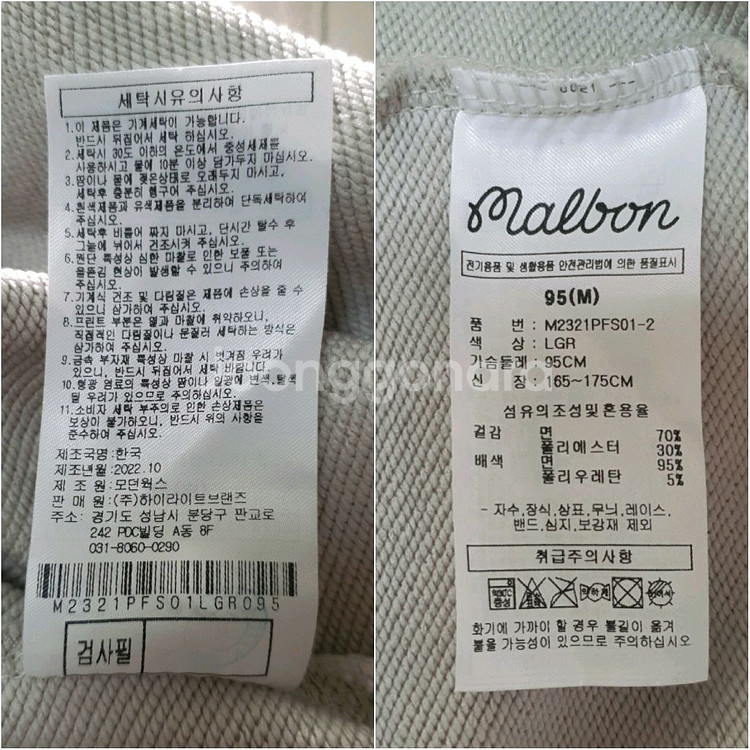 세탁시유의사항
1.이 제품은 기계세탁이 가능합니다.
반드시 뒤집어서 세탁 하십시오.
2.세탁시 30도 이하의 온도에서 중성세제를
사용하시고 물에 10분 이상 담가두지 마십시오.
3.땀이나 물에 젖은상태로 오래두지 마시고,
세탁후 충분히 헹구어 주십시오.
4.흰색제품과 유색제품을 분리하여 단독세탁하여
주십시오.
5.세탁후 비틀어 짜지 마시고, 단시간 탈수 후
그늘에 뉘어서 건조시켜 주십시오.
6.원단 특성상 심한 마찰로 인한 보풀 또는
올뜯김 현상이 발생할 수 있으니 주의하여
주십시오.
7.기계식 건조 및 다림질은 제품에 손상을 줄 수
있으니 삼가하여 주십시오.
8.프린트 부분은 열과 마찰에 취약하오니,
직접적인 다림질이나 문질러 세탁하는 방식은
삼가하여 주십시오.
9.금속 부자재 특성상 마찰 시 벗겨짐 우려가
있으니, 반드시 뒤집어서 세탁 바랍니다.
10.형광 염료의 특성상 땀이나 일광에 변색,탈색
될 우려가 있으므로 주의하십시오.
11.소비자 세탁 부주의로 인한 손상제품은
보상이 불가하오니, 반드시 위의 사항을
준수하여 주십시오.
제조국명:한국
제조년월:2022.10
제 조 원: 모던웍스
판 매 원: (주)하이라이트브랜즈
주소: 경기도 성남시 분당구 판교로
242 PDC빌딩 A동 8F
031-8060-0290
M2321PFS01LGR095
검사필
Malbon
전기용품 및 생활용품 안전관리법에 의한 품질표시
95(M)
품 번: M2321PFS01-2
색 상: LGR
가슴둘레: 95CM
신 장: 165~175CM
섬유의조성및혼용율
겉감 면 70%
폴리에스터 30%
배색 면 95%
폴리우레탄 5%
- 자수,장식,상표,무늬,레이스,
밴드,심지,보강재 제외
취급주의사항
화기에 가까이 할 경우 불길이 옮겨
붙을 가능성이 있으므로 주의하십시오
joonggonara